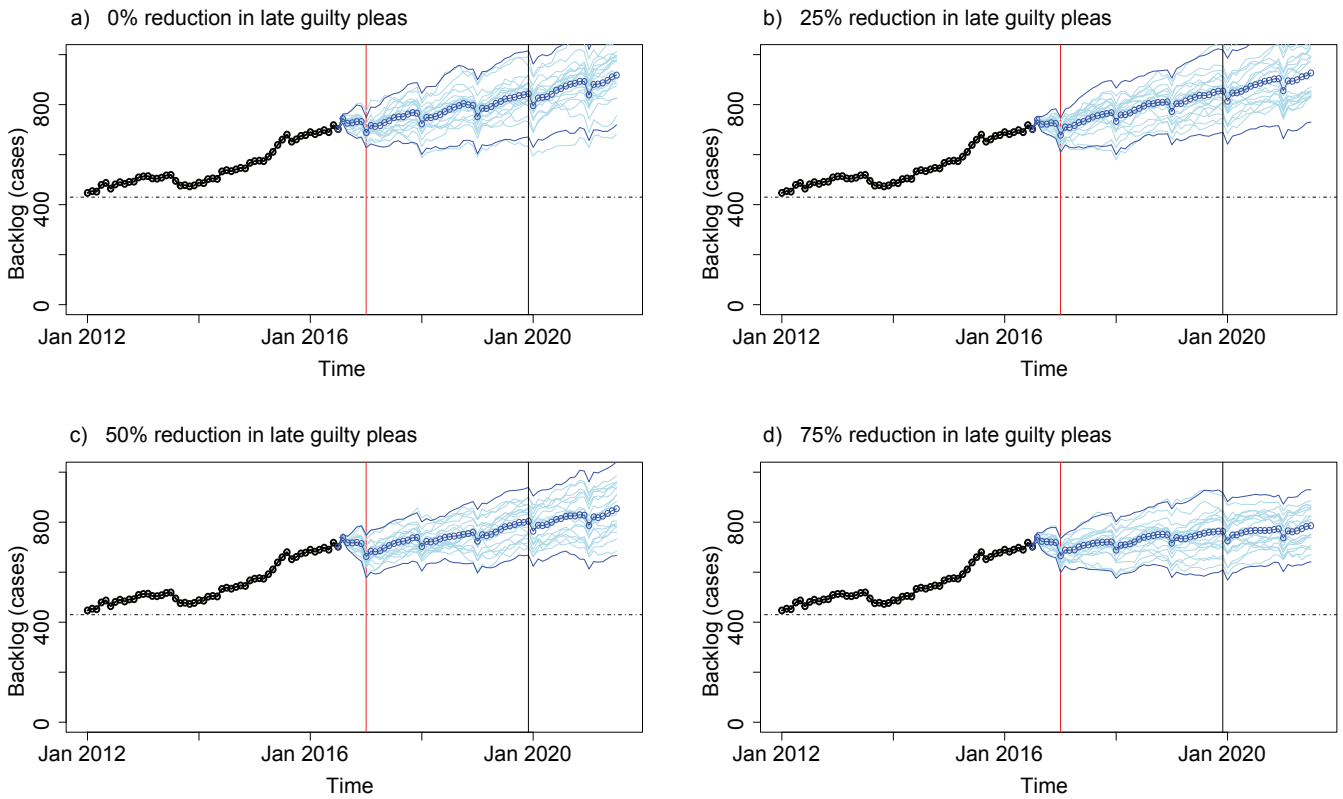 a) 0% reduction in late guilty pleas
Backlog (cases)
800
400
0
Jan 2012
Jan 2016
Jan 2020
Time
b) 25% reduction in late guilty pleas
Backlog (cases)
800
400
0
Jan 2012
Jan 2016
Jan 2020
Time
c) 50% reduction in late guilty pleas
Backlog (cases)
800
400
0
Jan 2012
Jan 2016
Jan 2020
Time
d) 75% reduction in late guilty pleas
Backlog (cases)
800
400
0
Jan 2012
Jan 2016
Jan 2020
Time